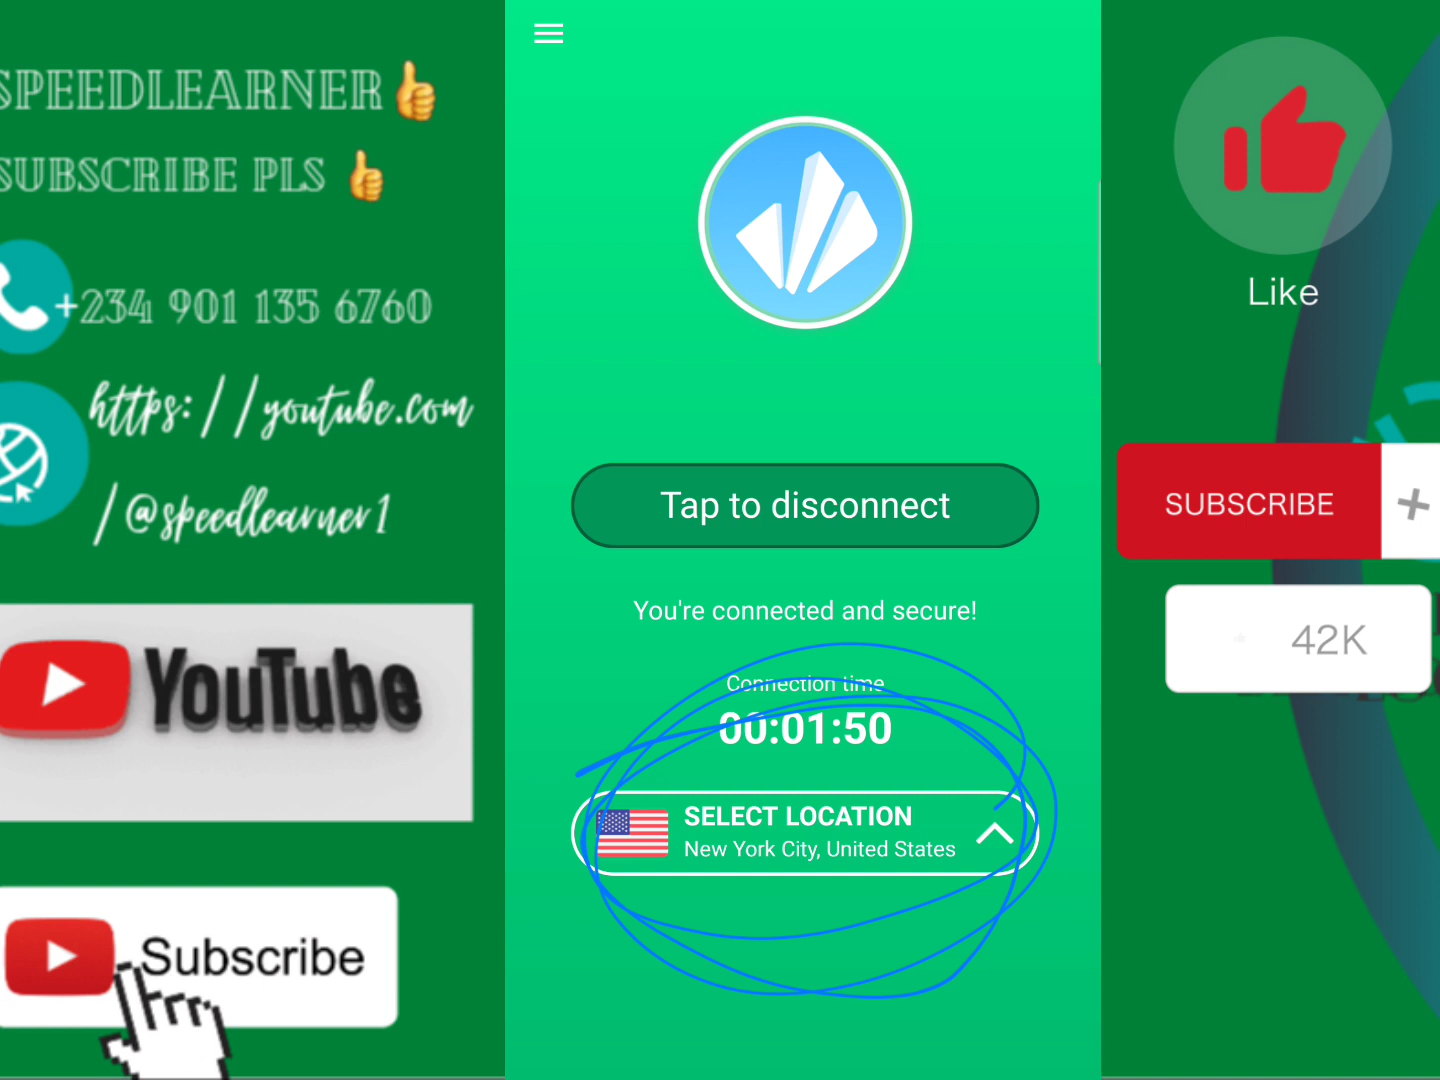 SPEEDLEARNER👍
SUBSCRIBE PLS 👍
+234 901 135 6760
https://youtube.com
/@speedlearner1
YouTube
Subscribe
Tap to disconnect
You're connected and secure!
Connection time
00:01:50
SELECT LOCATION
New York City, United States
Like
SUBSCRIBE +
42K